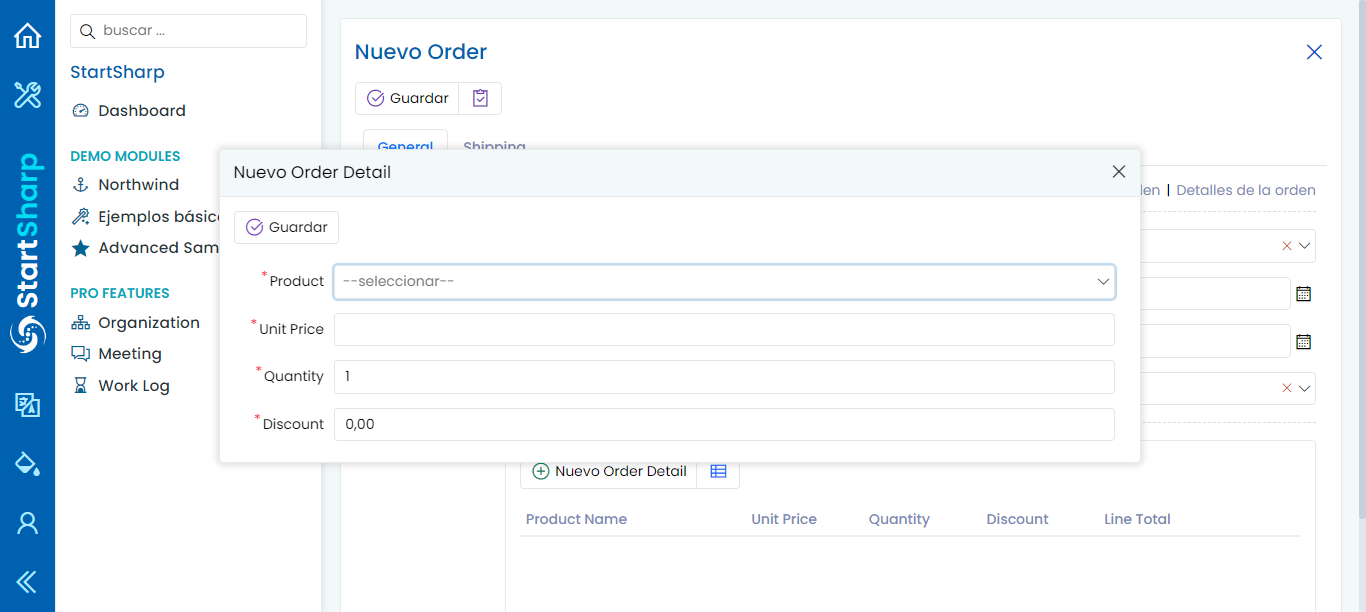 buscar ...
StartSharp
Dashboard
DEMO MODULES
Northwind
Ejemplos básic
Advanced Sam
PRO FEATURES
Organization
Meeting
Work Log
StartSharp
Nuevo Order
Guardar
General
Shipping
Detalles de la orden
Nuevo Order Detail
Guardar
*Product --seleccionar--
*Unit Price
*Quantity 1
*Discount 0,00
Nuevo Order Detail
Product Name Unit Price Quantity Discount Line Total